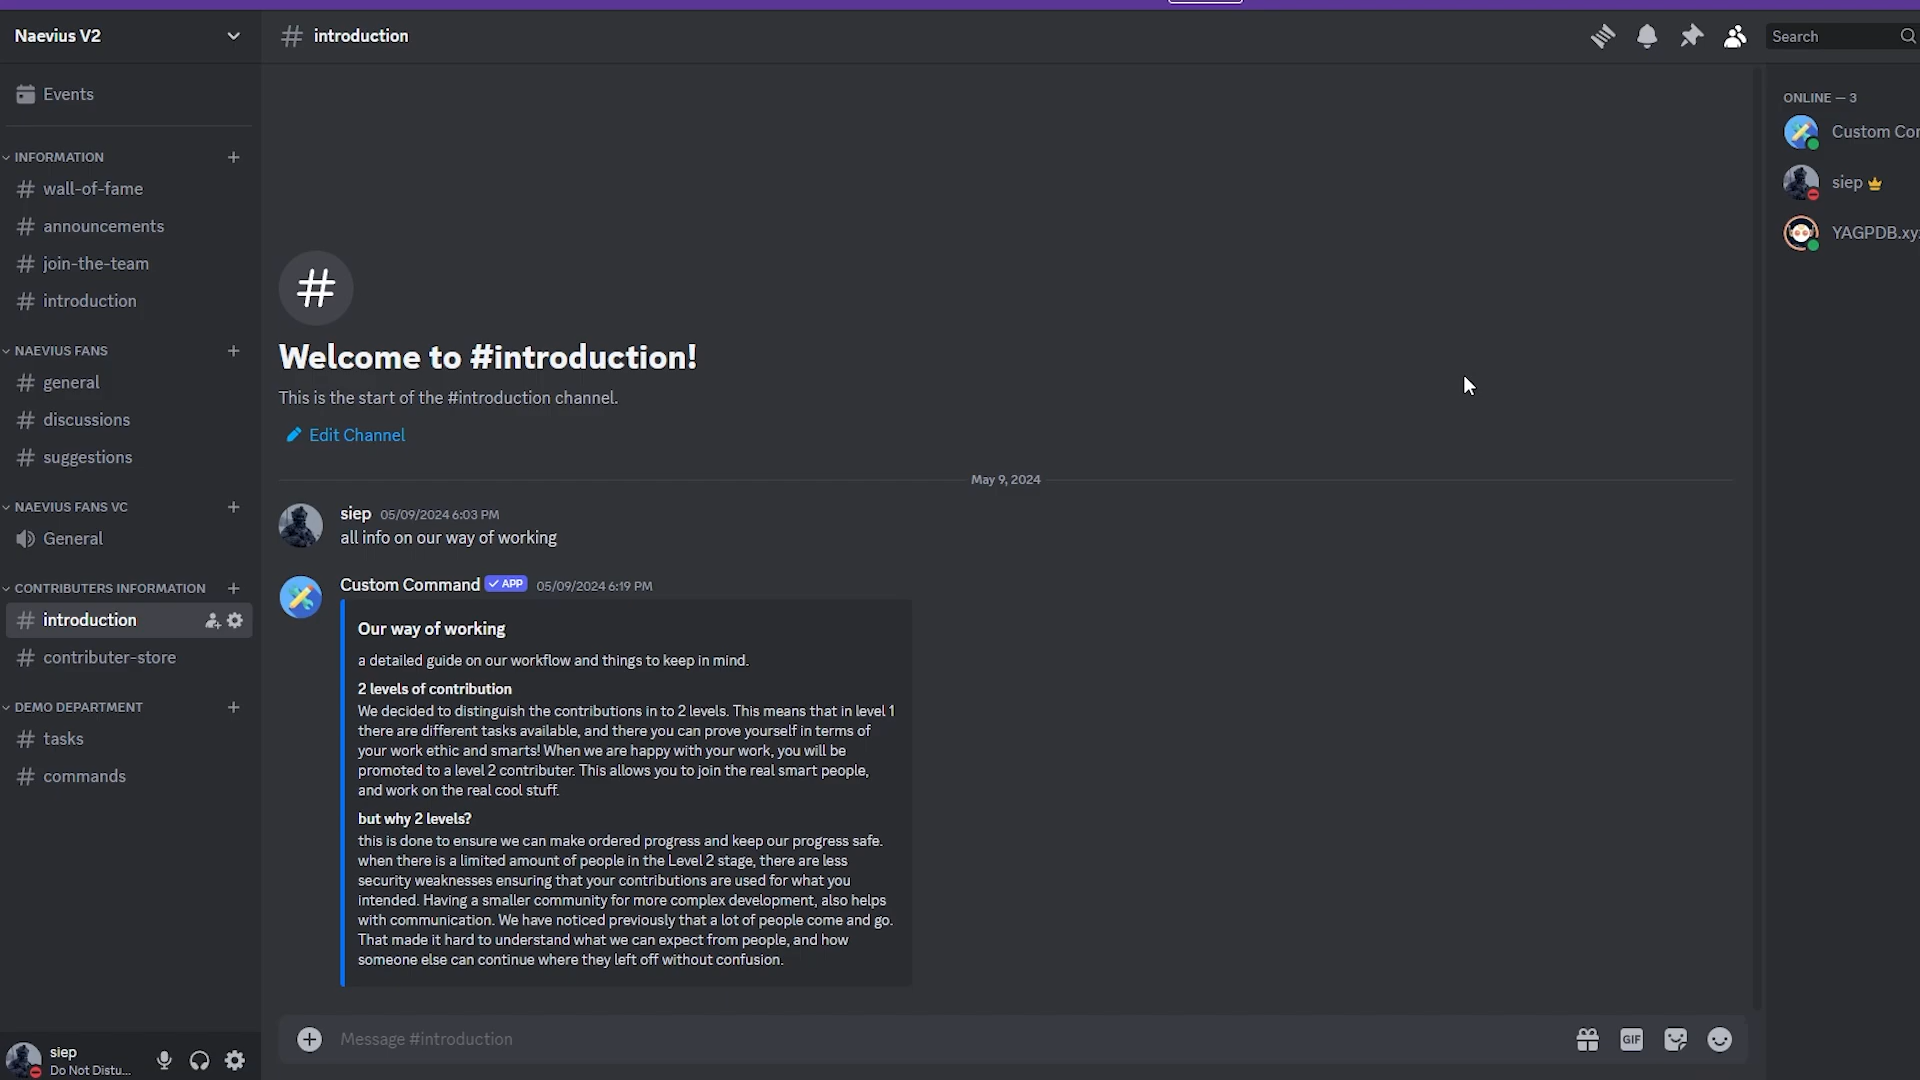 Naevius V2
introduction
Search
Events
INFORMATION
wall-of-fame
announcements
join-the-team
introduction
NAEVIUS FANS
general
discussions
suggestions
NAEVIUS FANS VC
General
CONTRIBUTERS INFORMATION
introduction
contributer-store
DEMO DEPARTMENT
tasks
commands
siep
Do Not Distu...
Welcome to #introduction!
This is the start of the #introduction channel.
Edit Channel
May 9, 2024
siep 05/09/2024 6:03 PM
all info on our way of working
Custom Command APP 05/09/2024 6:19 PM
Our way of working
a detailed guide on our workflow and things to keep in mind.
2 levels of contribution
We decided to distinguish the contributions in to 2 levels. This means that in level 1
there are different tasks available, and there you can prove yourself in terms of
your work ethic and smarts! When we are happy with your work, you will be
promoted to a level 2 contributer. This allows you to join the real smart people,
and work on the real cool stuff.
but why 2 levels?
this is done to ensure we can make ordered progress and keep our progress safe.
when there is a limited amount of people in the Level 2 stage, there are less
security weaknesses ensuring that your contributions are used for what you
intended. Having a smaller community for more complex development, also helps
with communication. We have noticed previously that a lot of people come and go.
That made it hard to understand what we can expect from people, and how
someone else can continue where they left off without confusion.
Message #introduction
GIF
ONLINE — 3
Custom Cor
siep
YAGPDB.xy